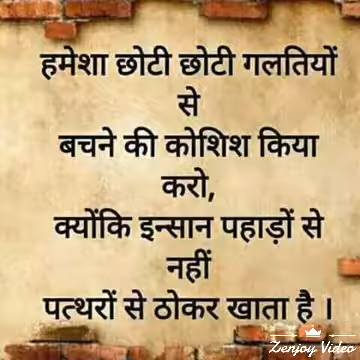 हमेशा छोटी छोटी गलतियों
से
बचने की कोशिश किया
करो,
क्योंकि इन्सान पहाड़ों से
नहीं
पत्थरों से ठोकर खाता है ।
Zenjoy Video